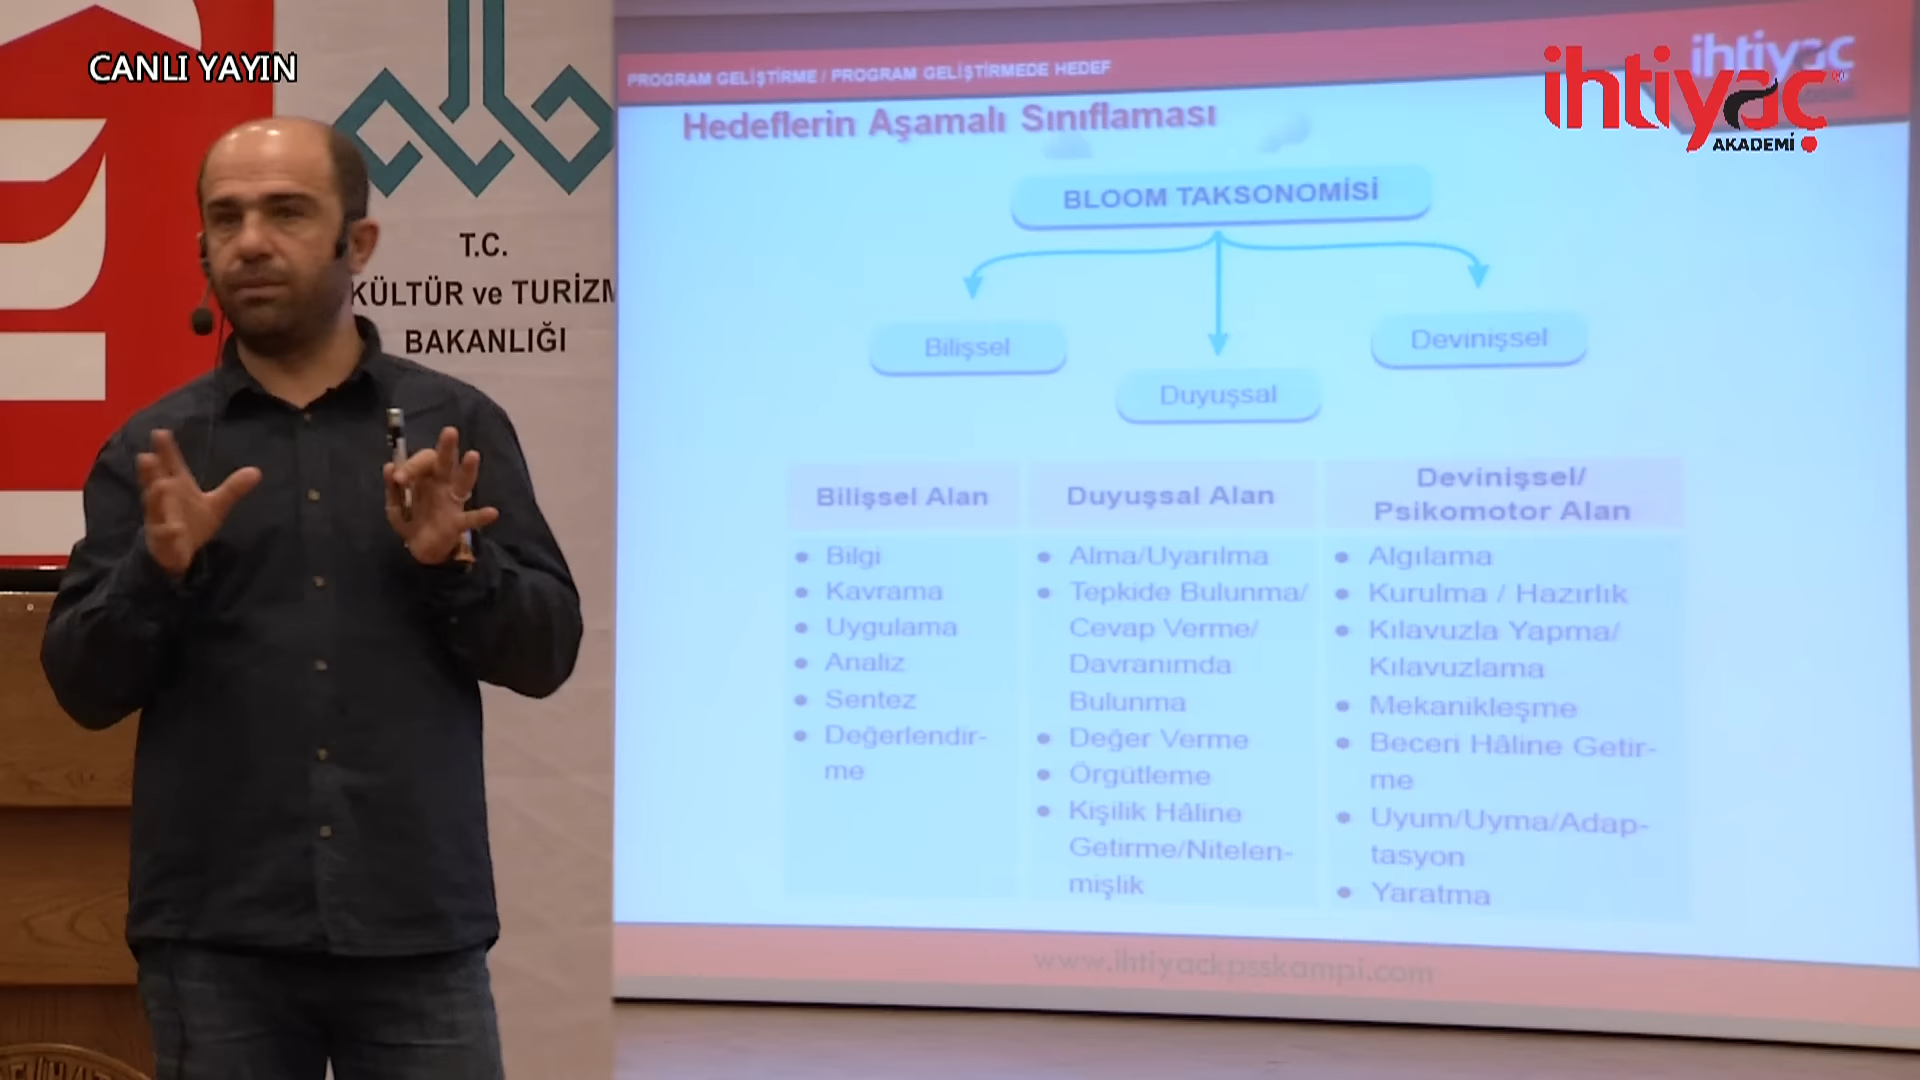 CANLI YAYIN
T.C.
KÜLTÜR ve TURİZM
BAKANLIĞI
PROGRAM GELİŞTİRME / PROGRAM GELİŞTİRMEDE HEDEF
ihtiyaç
ihtiyaç
AKADEMİ
Hedeflerin Aşamalı Sınıflaması
BLOOM TAKSONOMİSİ
Bilişsel
Duyuşsal
Devinişsel
Bilişsel Alan
Bilgi
Kavrama
Uygulama
Analiz
Sentez
Değerlendir-
me
Duyuşsal Alan
Alma/Uyarılma
Tepkide Bulunma/
Cevap Verme/
Davranımda
Bulunma
Değer Verme
Örgütleme
Kişilik Hâline
Getirme/Nitelen-
mişlik
Devinişsel/
Psikomotor Alan
Algılama
Kurulma / Hazırlık
Kılavuzla Yapma/
Kılavuzlama
Mekanikleşme
Beceri Hâline Getir-
me
Uyum/Uyma/Adap-
tasyon
Yaratma
www.ihtiyackpsskampi.com